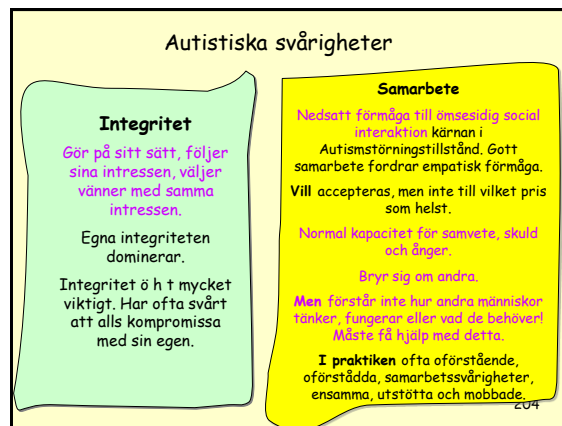 Autistiska svårigheter
Integritet
Gör på sitt sätt, följer
sina intressen, väljer
vänner med samma
intressen.
Egna integriteten
dominerar.
Integritet ö h t mycket
viktigt. Har ofta svårt
att alls kompromissa
med sin egen.
Samarbete
Nedsatt förmåga till ömsesidig social
interaktion kärnan i
Autismstörningstillstånd. Gott
samarbete fordrar empatisk förmåga.
Vill accepteras, men inte till vilket pris
som helst.
Normal kapacitet för samvete, skuld
och ånger.
Bryr sig om andra.
Men förstår inte hur andra människor
tänker, fungerar eller vad de behöver!
Måste få hjälp med detta.
I praktiken ofta oförstående,
oförstådda, samarbetssvårigheter,
ensamma, utstötta och mobbade.
204